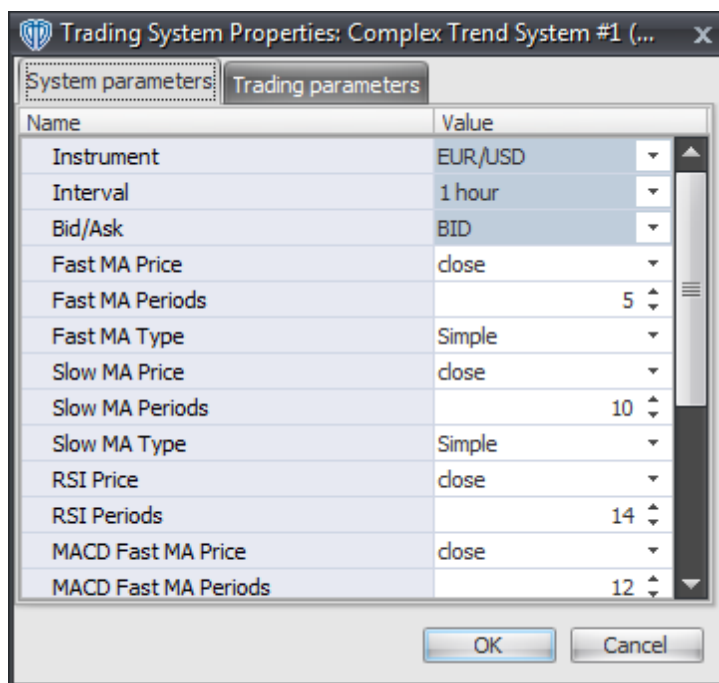 Trading System Properties: Complex Trend System #1 (...
System parameters Trading parameters
Name Value
Instrument EUR/USD
Interval 1 hour
Bid/Ask BID
Fast MA Price close
Fast MA Periods 5
Fast MA Type Simple
Slow MA Price close
Slow MA Periods 10
Slow MA Type Simple
RSI Price close
RSI Periods 14
MACD Fast MA Price close
MACD Fast MA Periods 12
OK Cancel